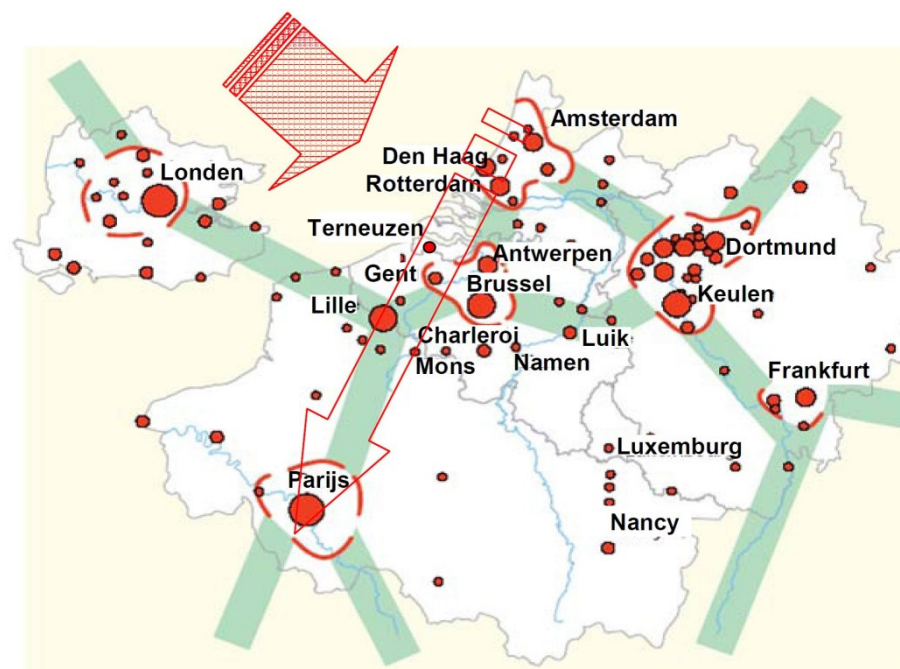 Amsterdam
Den Haag
Londen
Rotterdam
Terneuzen
Antwerpen
Dortmund
Gent
Brussel
Keulen
Lille
Charleroi
Luik
Mons
Namen
Frankfurt
Luxemburg
Parijs
Nancy